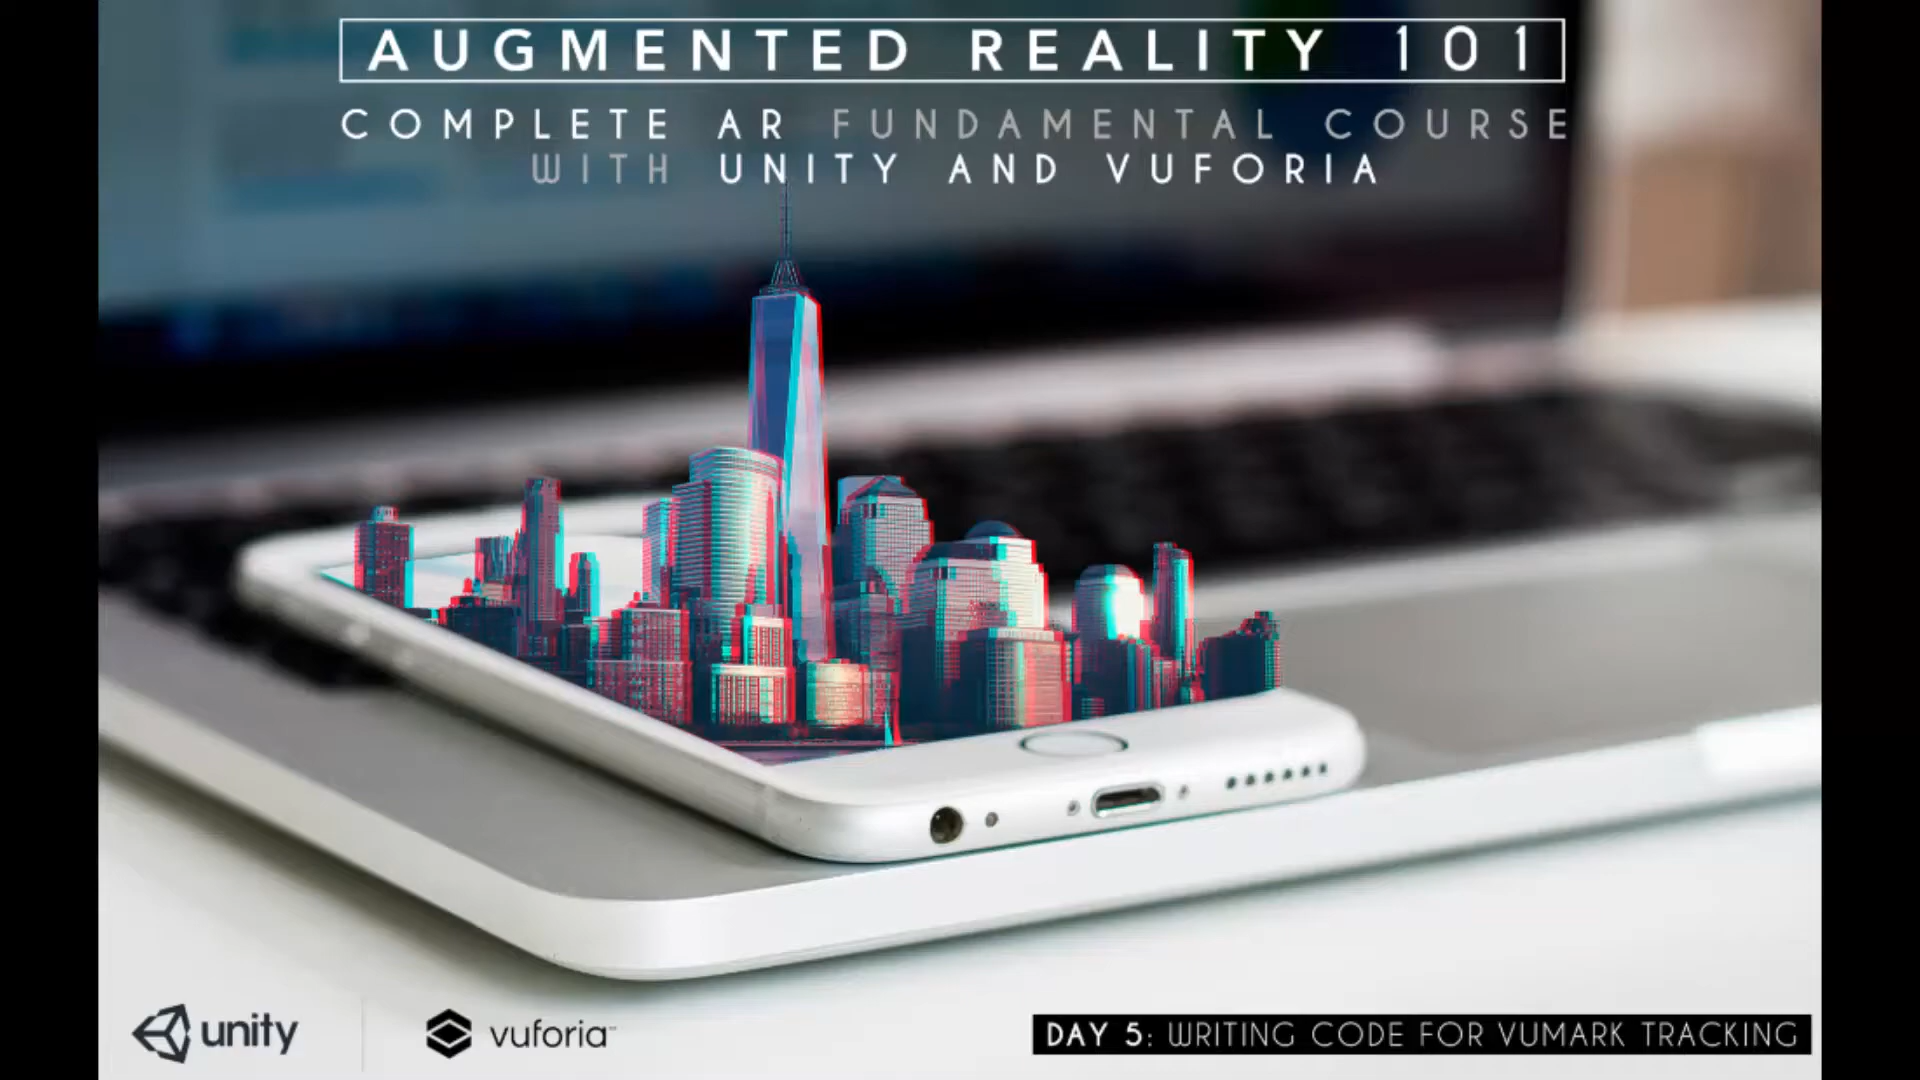 AUGMENTED REALITY 101
COMPLETE AR FUNDAMENTAL COURSE
WITH UNITY AND VUFORIA
unity
vuforia™
DAY 5: WRITING CODE FOR VUMARK TRACKING